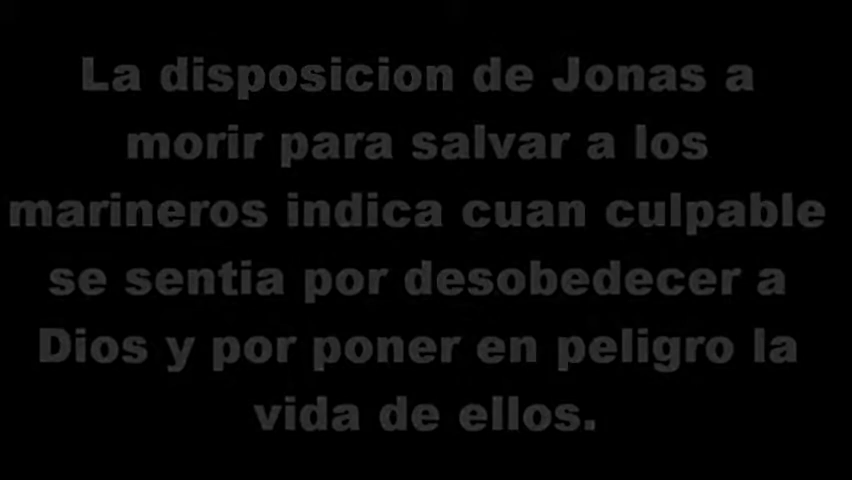 La disposicion de Jonas a
morir para salvar a los
marineros indica cuan culpable
se sentia por desobedecer a
Dios y por poner en peligro la
vida de ellos.